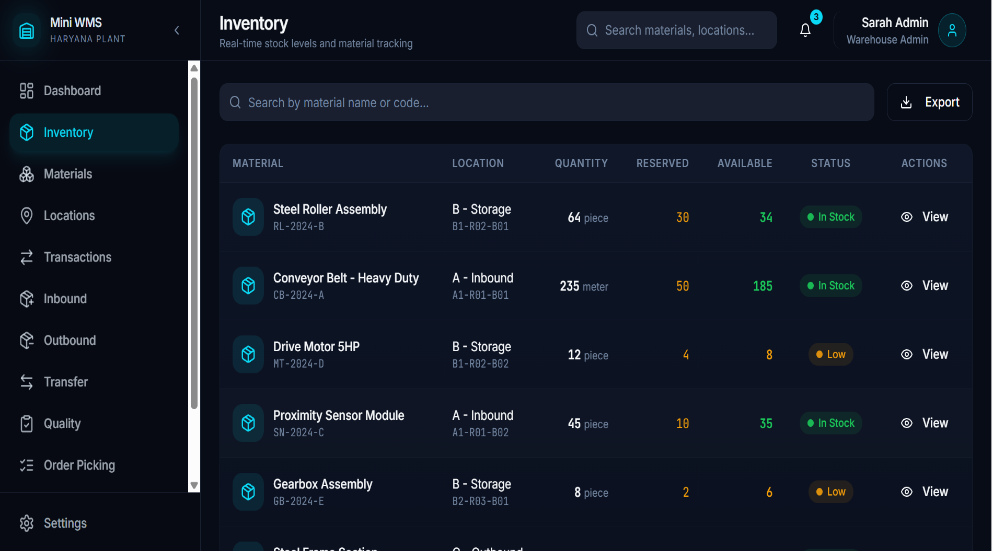 Mini WMS
HARYANA PLANT
Dashboard
Inventory
Materials
Locations
Transactions
Inbound
Outbound
Transfer
Quality
Order Picking
Settings
Inventory
Real-time stock levels and material tracking
Search materials, locations...
3
Sarah Admin
Warehouse Admin
Search by material name or code...
Export
MATERIAL LOCATION QUANTITY RESERVED AVAILABLE STATUS ACTIONS
Steel Roller Assembly B - Storage 64 piece 30 34 In Stock View
RL-2024-B B1-R02-B01
Conveyor Belt - Heavy Duty A - Inbound 235 meter 50 185 In Stock View
CB-2024-A A1-R01-B01
Drive Motor 5HP B - Storage 12 piece 4 8 Low View
MT-2024-D B1-R02-B02
Proximity Sensor Module A - Inbound 45 piece 10 35 In Stock View
SN-2024-C A1-R01-B02
Gearbox Assembly B - Storage 8 piece 2 6 Low View
GB-2024-E B2-R03-B01
Steel Frame Section C - Outbound